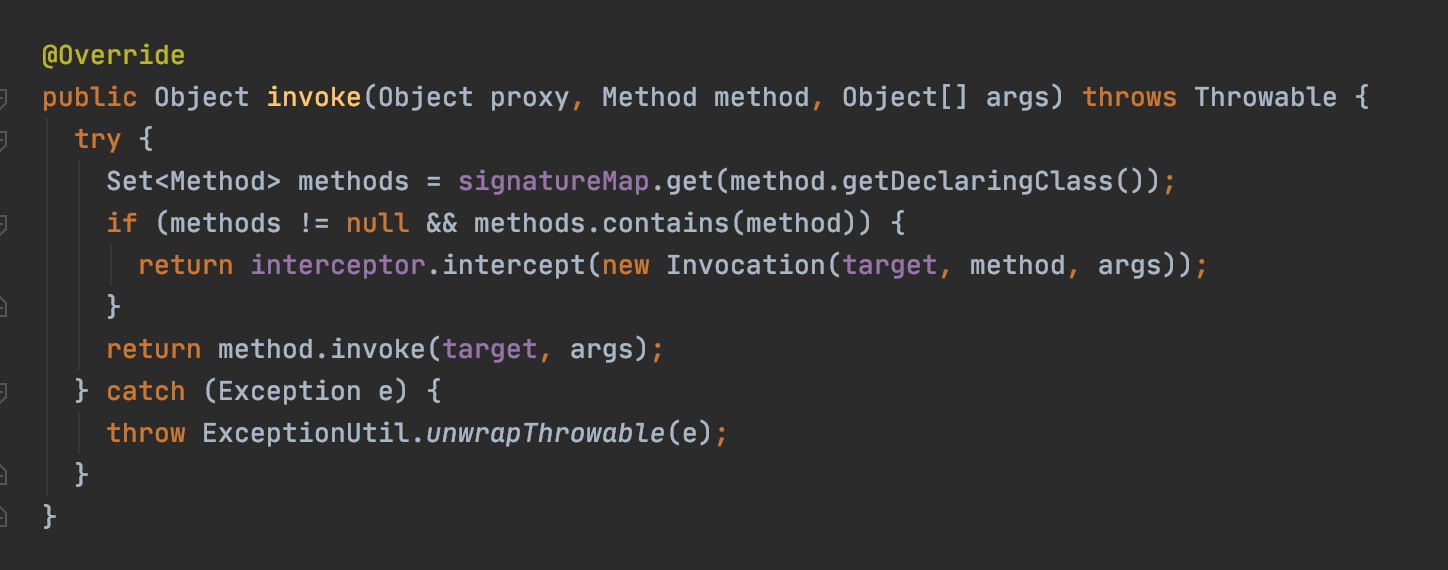 @Override
public Object invoke(Object proxy, Method method, Object[] args) throws Throwable {
try {
Set<Method> methods = signatureMap.get(method.getDeclaringClass());
if (methods != null && methods.contains(method)) {
return interceptor.intercept(new Invocation(target, method, args));
}
return method.invoke(target, args);
} catch (Exception e) {
throw ExceptionUtil.unwrapThrowable(e);
}
}